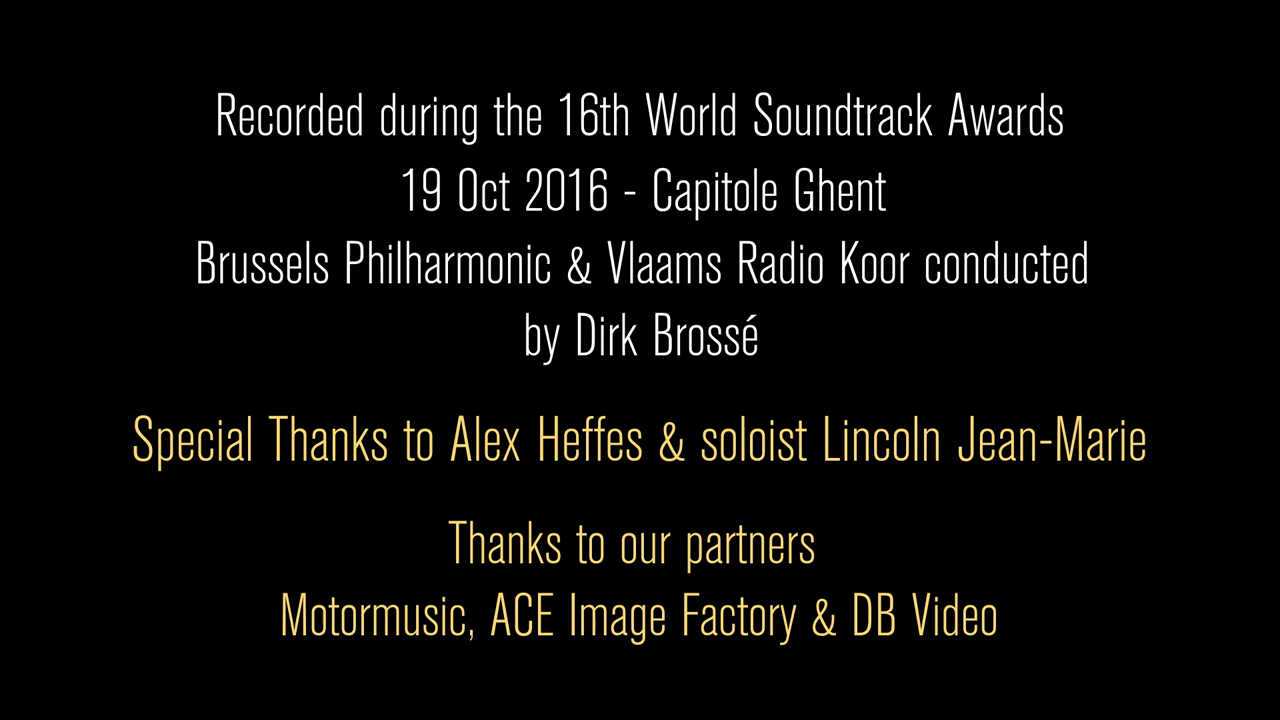 Recorded during the 16th World Soundtrack Awards
19 Oct 2016 - Capitole Ghent
Brussels Philharmonic & Vlaams Radio Koor conducted
by Dirk Brossé
Special Thanks to Alex Heffes & soloist Lincoln Jean-Marie
Thanks to our partners
Motormusic, ACE Image Factory & DB Video